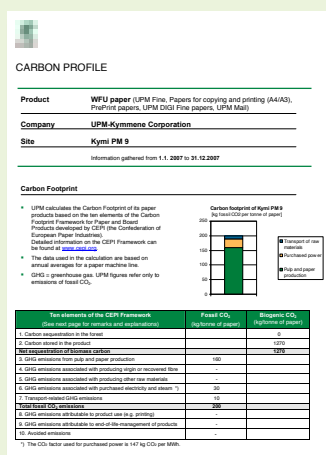 CARBON PROFILE
Product WFU paper (UPM Fine, Papers for copying and printing (A4/A3),
PrePrint papers, UPM DIGI Fine papers, UPM Mail)
Company UPM-Kymmene Corporation
Site Kymi PM 9
Information gathered from 1.1. 2007 to 31.12.2007
Carbon Footprint
• UPM calculates the Carbon Footprint of its paper
products based on the ten elements of the Carbon
Footprint Framework for Paper and Board
Products developed by CEPI (the Confederation of
European Paper Industries).
Detailed information on the CEPI Framework can
be found at www.cepi.org.
• The data used in the calculation are based on
annual averages for a paper machine line.
• GHG = greenhouse gas. UPM figures refer only to
emissions of fossil CO₂.
Carbon footprint of Kymi PM 9
[kg fossil CO2 per tonne of paper]
250
200
150
100
50
0
Transport of raw
materials
Purchased power
Pulp and paper
production
Ten elements of the CEPI Framework Fossil CO₂ Biogenic CO₂
(See ned page for remarks and explanations) (kg/tonne of paper) (kg/tonne of paper)
1. Carbon sequestration in the forest 0
2. Carbon stored in the product 1270
Net sequestration of biomass carbon 1270
3. GHG emissions from pulp and paper production 160
4. GHG emissions associated with producing virgin or recovered fibre -
5. GHG emissions associated with producing other raw materials -
6. GHG emissions associated with purchased electricity and steam *) 30
7. Transport-related GHG emissions 10
Total fossil CO₂ emissions 200
8. GHG emissions attributable to product use (e.g. printing) -
9. GHG emissions attributable to end-of-life-management of products -
10. Avoided emissions -
*) The CO₂ factor used for purchased power is 147 kg CO₂ per MWh.